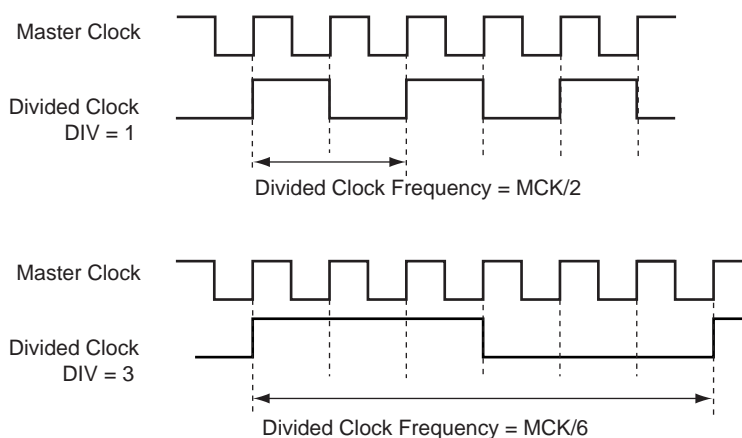 Master Clock
Divided Clock
DIV = 1
Divided Clock Frequency = MCK/2
Master Clock
Divided Clock
DIV = 3
Divided Clock Frequency = MCK/6